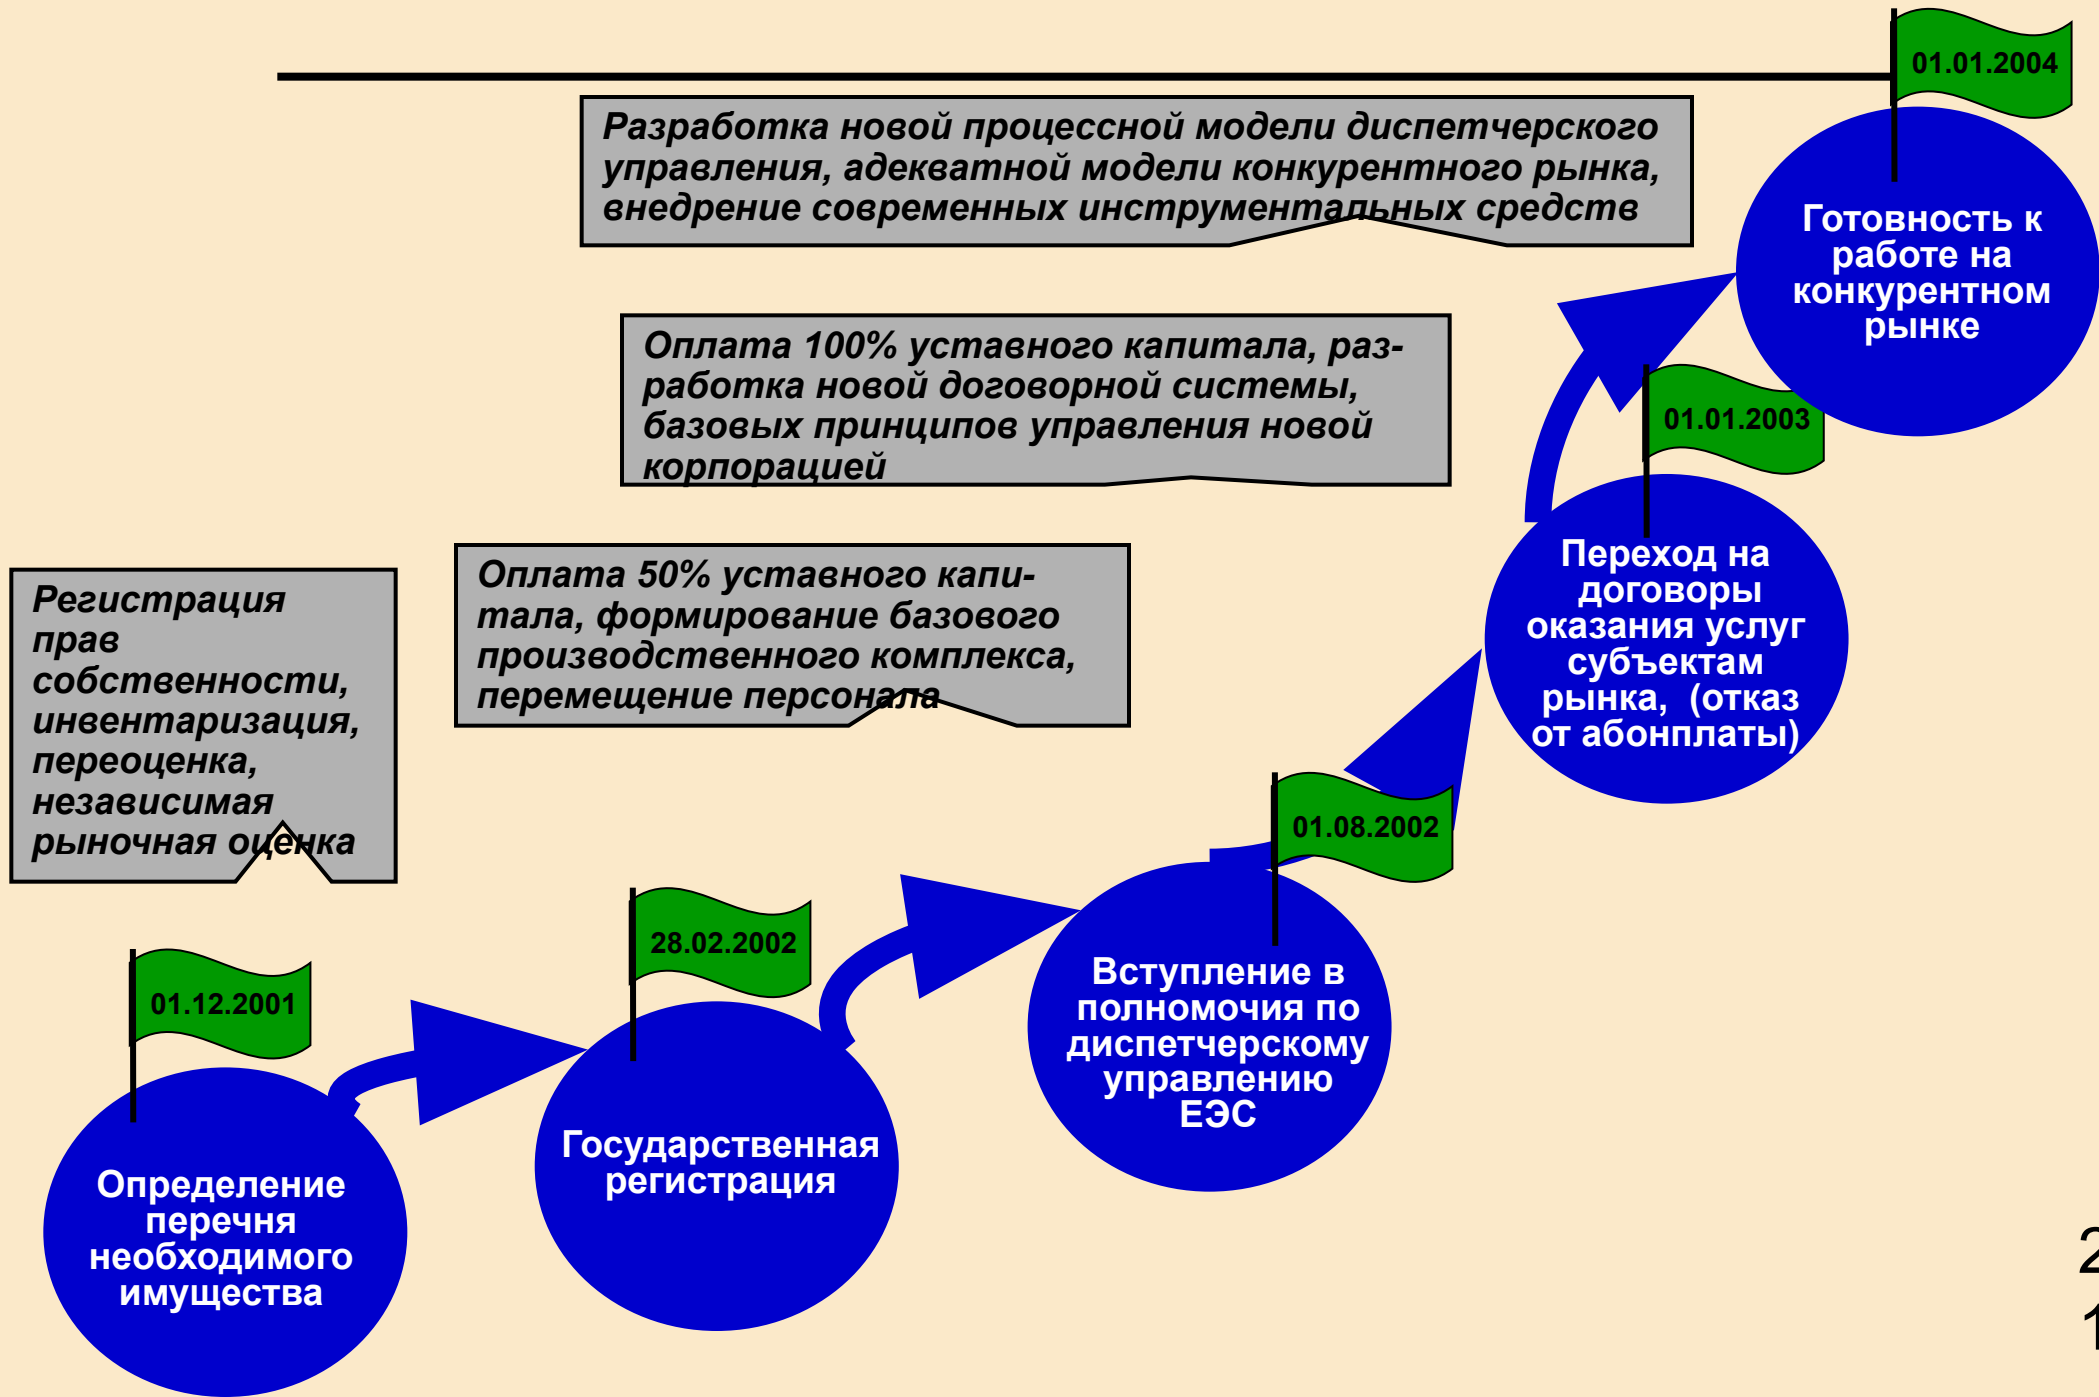 01.01.2004
Разработка новой процессной модели диспетчерского
управления, адекватной модели конкурентного рынка,
внедрение современных инструментальных средств
Готовность к
работе на
конкурентном
рынке
Оплата 100% уставного капитала, раз-
работка новой договорной системы,
базовых принципов управления новой
корпорацией
01.01.2003
Переход на
договоры
оказания услуг
субъектам
рынка, (отказ
от абонплаты)
Оплата 50% уставного капи-
тала, формирование базового
производственного комплекса,
перемещение персонала
Регистрация
прав
собственности,
инвентаризация,
переоценка,
независимая
рыночная оценка
01.08.2002
Вступление в
полномочия по
диспетчерскому
управлению
ЕЭС
28.02.2002
Государственная
регистрация
01.12.2001
Определение
перечня
необходимого
имущества
2
1